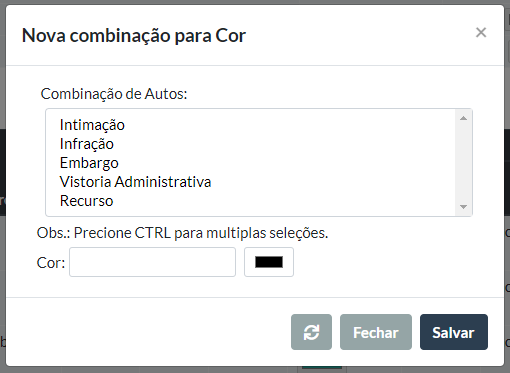 Nova combinação para Cor
×
Combinação de Autos:
Intimação
Infração
Embargo
Vistoria Administrativa
Recurso
Obs.: Precione CTRL para multiplas seleções.
Cor:
Fechar
Salvar